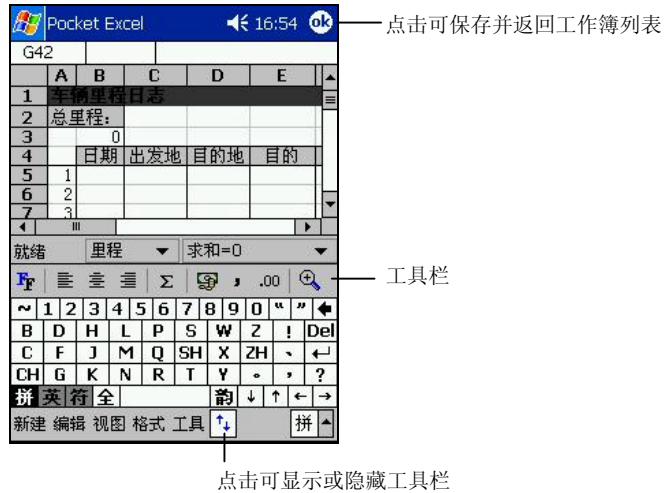 Pocket Excel 16:54 ok
点击可保存并返回工作簿列表
G42
A B C D E
1 车辆里程日志
2 总里程:
3 0
4 日期 出发地 目的地 目的
5 1
6 2
7 3
就绪 里程 求和=0
FF Σ , .00
工具栏
~ 1 2 3 4 5 6 7 8 9 0 “ ”
B D H L P S W Z ! Del
C F J M Q SH X ZH 、
CH G K N R T Y 。 , ?
拼 英 符 全 韵 ↓ ↑ ← →
新建 编辑 视图 格式 工具 拼
点击可显示或隐藏工具栏